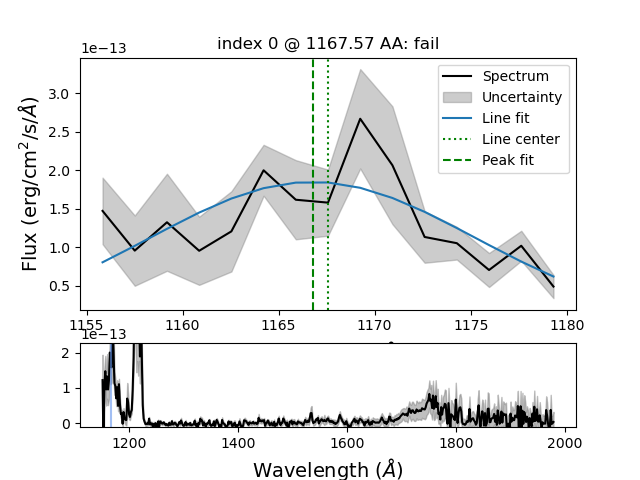 index 0 @ 1167.57 AA: fail
1e−13
Spectrum
Uncertainty
Line fit
Line center
Peak fit
Flux (erg/cm²/s/Å)
3.0
2.5
2.0
1.5
1.0
0.5
1155 1160 1165 1170 1175 1180
1e−13
2
1
0
1200 1400 1600 1800 2000
Wavelength (Å)